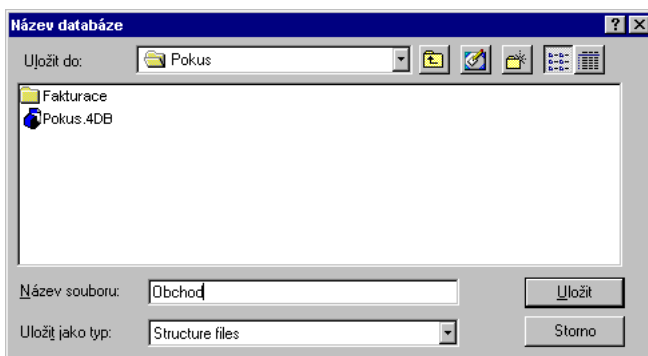 Název databáze
Uložit do: Pokus
Fakturace
Pokus.4DB
Název souboru: Obchod Uložit
Uložit jako typ: Structure files Storno